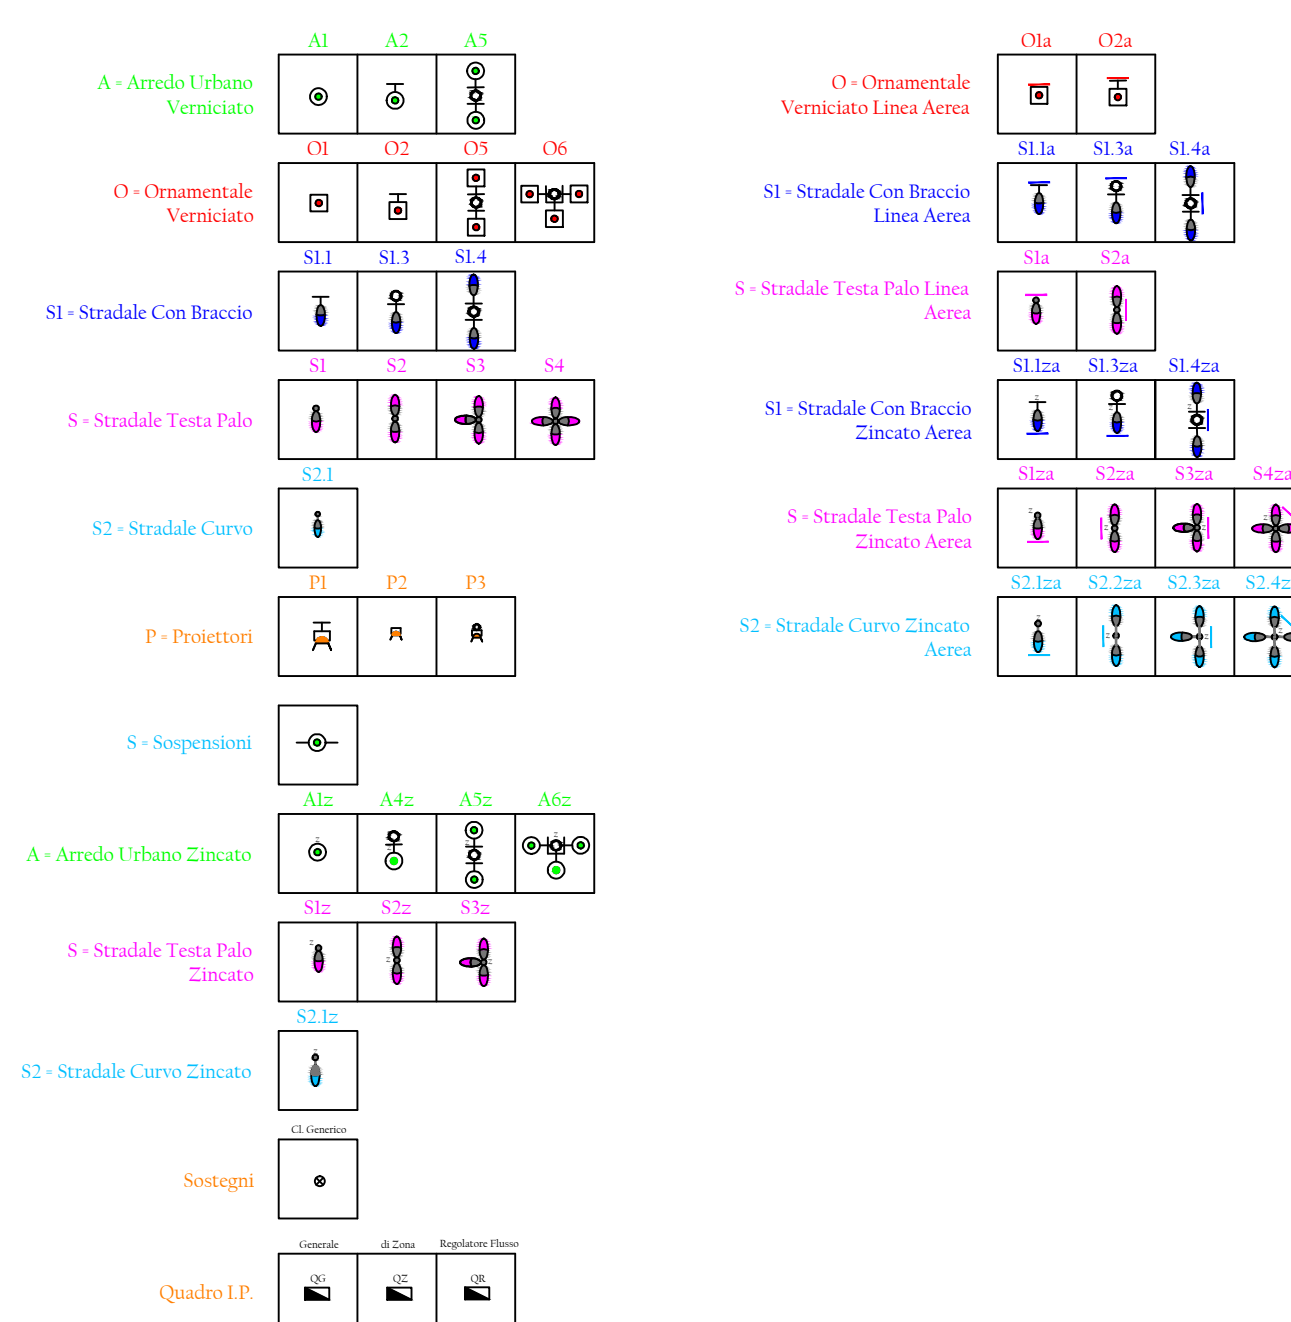 A1 A2 A5
A = Arredo Urbano
Verniciato
O1 O2 O5 O6
O = Ornamentale
Verniciato
S1.1 S1.3 S1.4
S1 = Stradale Con Braccio
S1 S2 S3 S4
S = Stradale Testa Palo
S2.1
S2 = Stradale Curvo
P1 P2 P3
P = Proiettori
S = Sospensioni
A1z A4z A5z A6z
z z z z
A = Arredo Urbano Zincato
S1z S2z S3z
z z z
S = Stradale Testa Palo
Zincato
S2.1z
z
S2 = Stradale Curvo Zincato
Cl. Generico
Sostegni
Generale di Zona Regolatore Flusso
QG QZ QR
Quadro I.P.
O1a O2a
O = Ornamentale
Verniciato Linea Aerea
S1.1a S1.3a S1.4a
S1 = Stradale Con Braccio
Linea Aerea
S1a S2a
S = Stradale Testa Palo Linea
Aerea
S1.1za S1.3za S1.4za
z z z
S1 = Stradale Con Braccio
Zincato Aerea
S1za S2za S3za S4za
z z z z
S = Stradale Testa Palo
Zincato Aerea
S2.1za S2.2za S2.3za S2.4z
z z z z
S2 = Stradale Curvo Zincato
Aerea